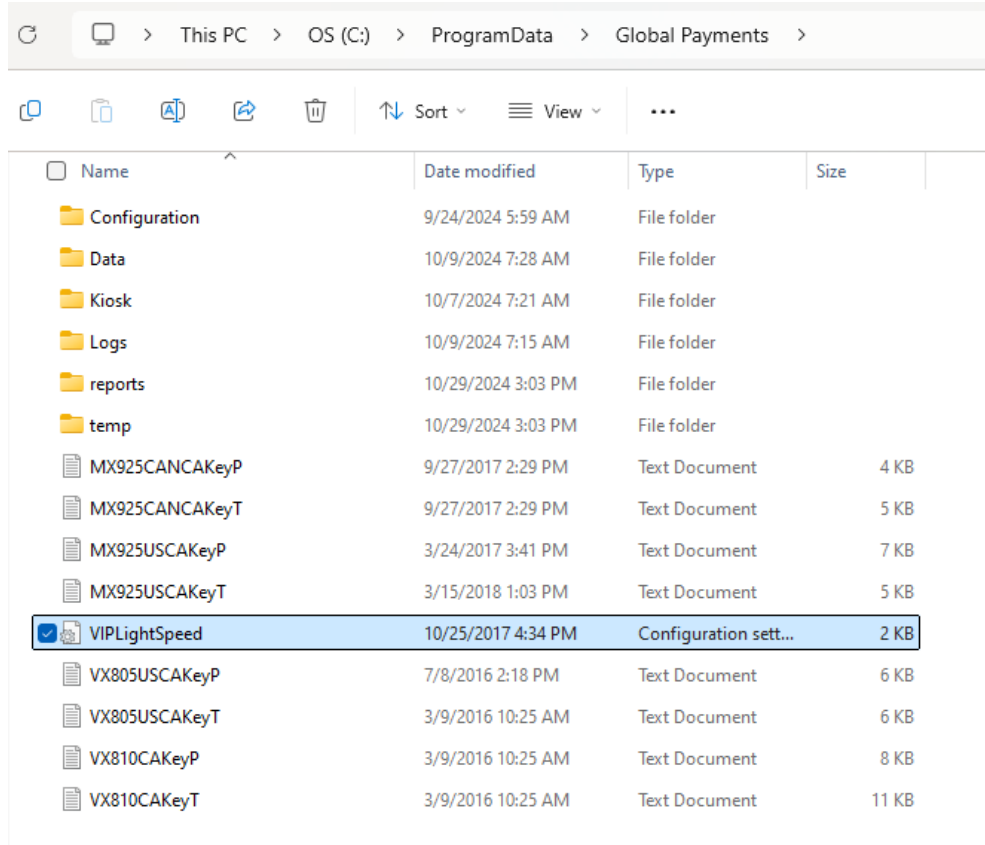 This PC > OS (C:) > ProgramData > Global Payments >
Sort View ...
Name Date modified Type Size
Configuration 9/24/2024 5:59 AM File folder
Data 10/9/2024 7:28 AM File folder
Kiosk 10/7/2024 7:21 AM File folder
Logs 10/9/2024 7:15 AM File folder
reports 10/29/2024 3:03 PM File folder
temp 10/29/2024 3:03 PM File folder
MX925CANCAKeyP 9/27/2017 2:29 PM Text Document 4 KB
MX925CANCAKeyT 9/27/2017 2:29 PM Text Document 5 KB
MX925USCAKeyP 3/24/2017 3:41 PM Text Document 7 KB
MX925USCAKeyT 3/15/2018 1:03 PM Text Document 5 KB
VIPLightSpeed 10/25/2017 4:34 PM Configuration sett... 2 KB
VX805USCAKeyP 7/8/2016 2:18 PM Text Document 6 KB
VX805USCAKeyT 3/9/2016 10:25 AM Text Document 6 KB
VX810CAKeyP 3/9/2016 10:25 AM Text Document 8 KB
VX810CAKeyT 3/9/2016 10:25 AM Text Document 11 KB